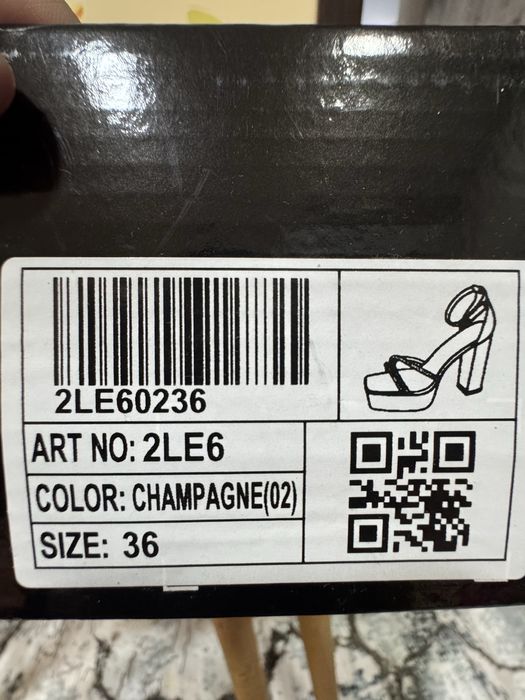 2LE60236
ART NO: 2LE6
COLOR: CHAMPAGNE(02)
SIZE: 36